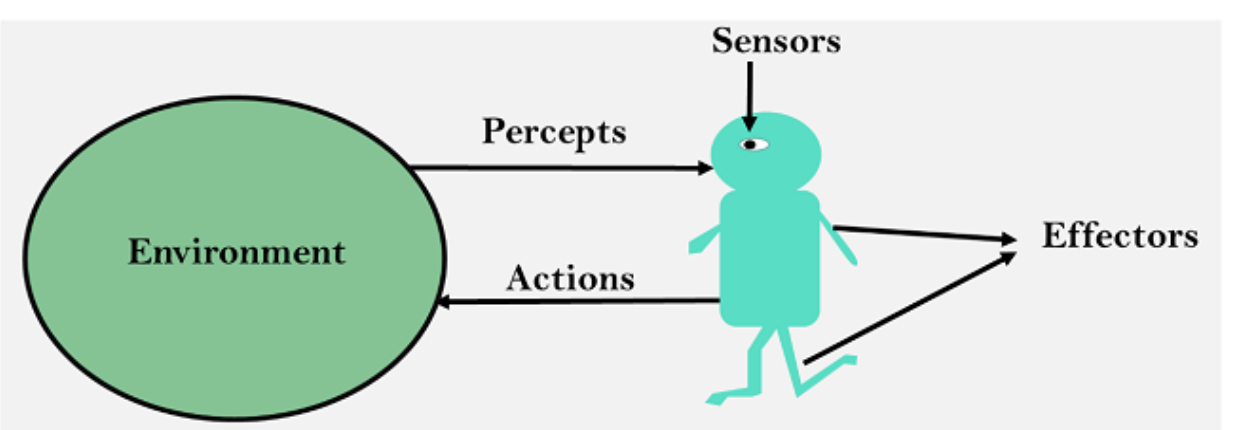 Sensors
Percepts
Environment
Effectors
Actions